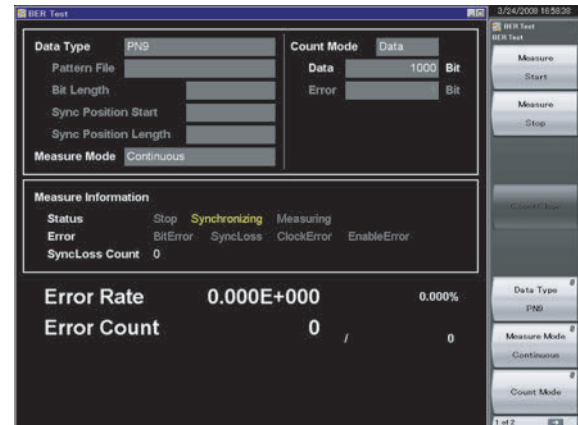 BER Test
3/24/2009 16:58:38
Data Type PN9
Pattern File
Bit Length
Sync Position Start
Sync Position Length
Measure Mode Continuous
Count Mode Data
Data 1000 Bit
Error Bit
Measure Information
Status Stop Synchronizing Measuring
Error BitError SyncLoss ClockError EnableError
SyncLoss Count 0
Error Rate 0.000E+000 0.000%
Error Count 0 / 0
BER Test
BER Test
Measure
Start
Measure
Stop
Count Clear
Data Type
PN9
Measure Mode
Continuous
Count Mode
1 of 2